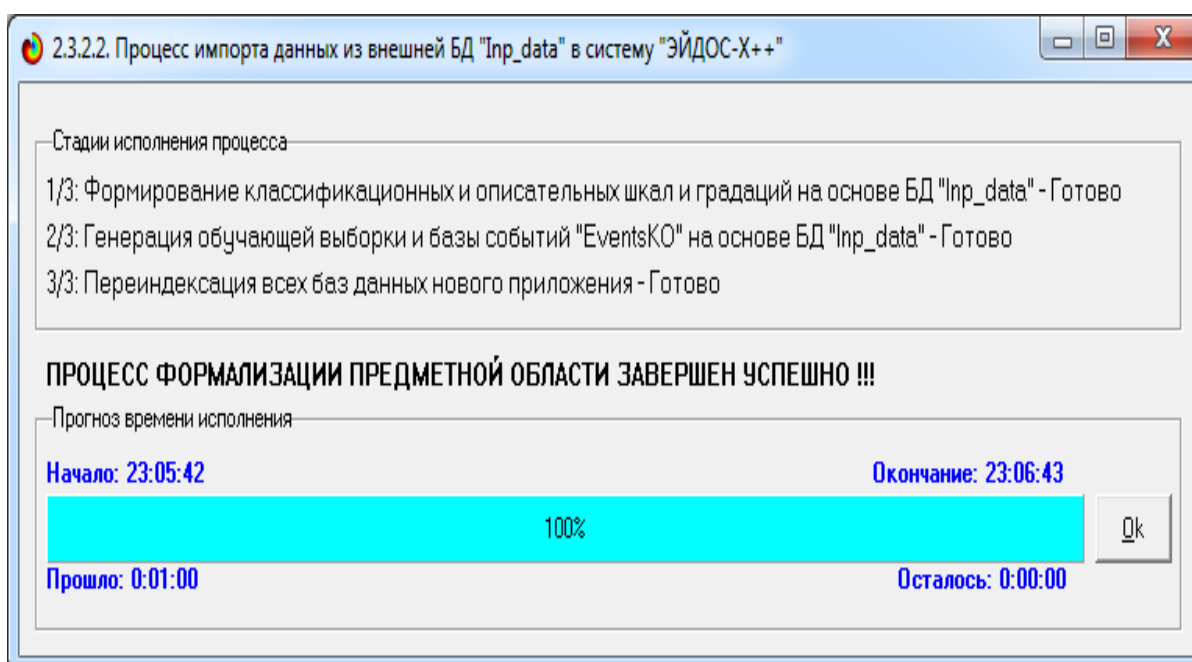 2.3.2.2. Процесс импорта данных из внешней БД "Inp_data" в систему "ЭЙДОС-X++"
Стадии исполнения процесса
1/3: Формирование классификационных и описательных шкал и градаций на основе БД "Inp_data" - Готово
2/3: Генерация обучающей выборки и базы событий "EventsKO" на основе БД "Inp_data" - Готово
3/3: Переиндексация всех баз данных нового приложения - Готово
ПРОЦЕСС ФОРМАЛИЗАЦИИ ПРЕДМЕТНОЙ ОБЛАСТИ ЗАВЕРШЕН УСПЕШНО !!!
Прогноз времени исполнения
Начало: 23:05:42
Окончание: 23:06:43
100%
Ok
Прошло: 0:01:00
Осталось: 0:00:00